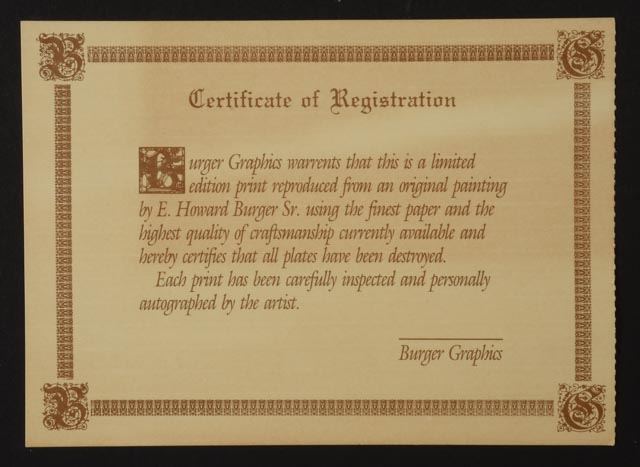 B G
Certificate of Registration
Burger Graphics warrents that this is a limited
edition print reproduced from an original painting
by E. Howard Burger Sr. using the finest paper and the
highest quality of craftsmanship currently available and
hereby certifies that all plates have been destroyed.
Each print has been carefully inspected and personally
autographed by the artist.
Burger Graphics
B G